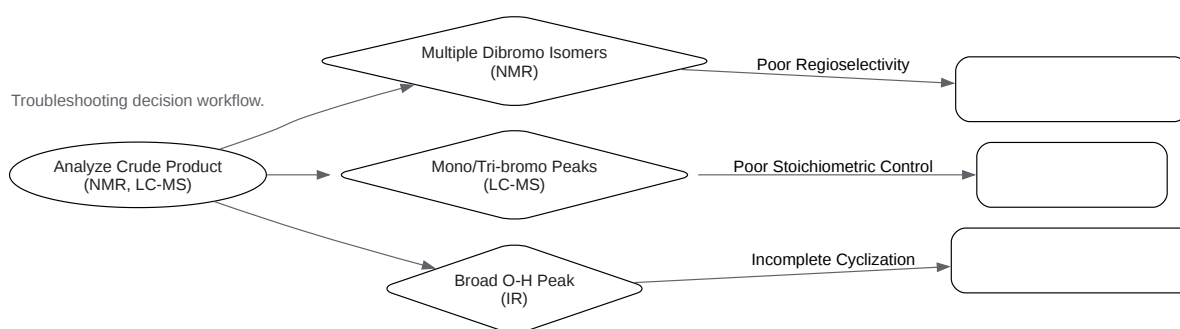 Multiple Dibromo Isomers
(NMR)
Poor Regioselectivity
Troubleshooting decision workflow.
Analyze Crude Product
(NMR, LC-MS)
Mono/Tri-bromo Peaks
(LC-MS)
Poor Stoichiometric Control
Broad O-H Peak
(IR)
Incomplete Cyclization